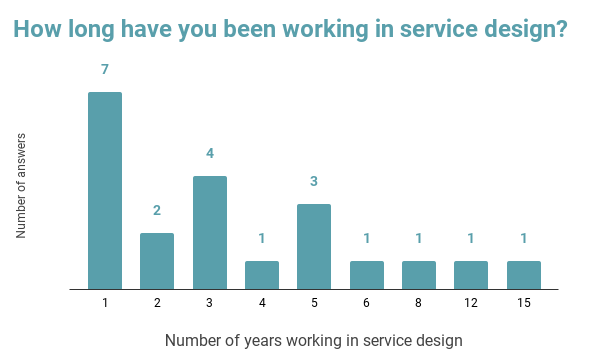 How long have you been working in service design?
7
2
4
1
3
1
1
1
1
Number of answers
1 2 3 4 5 6 8 12 15
Number of years working in service design